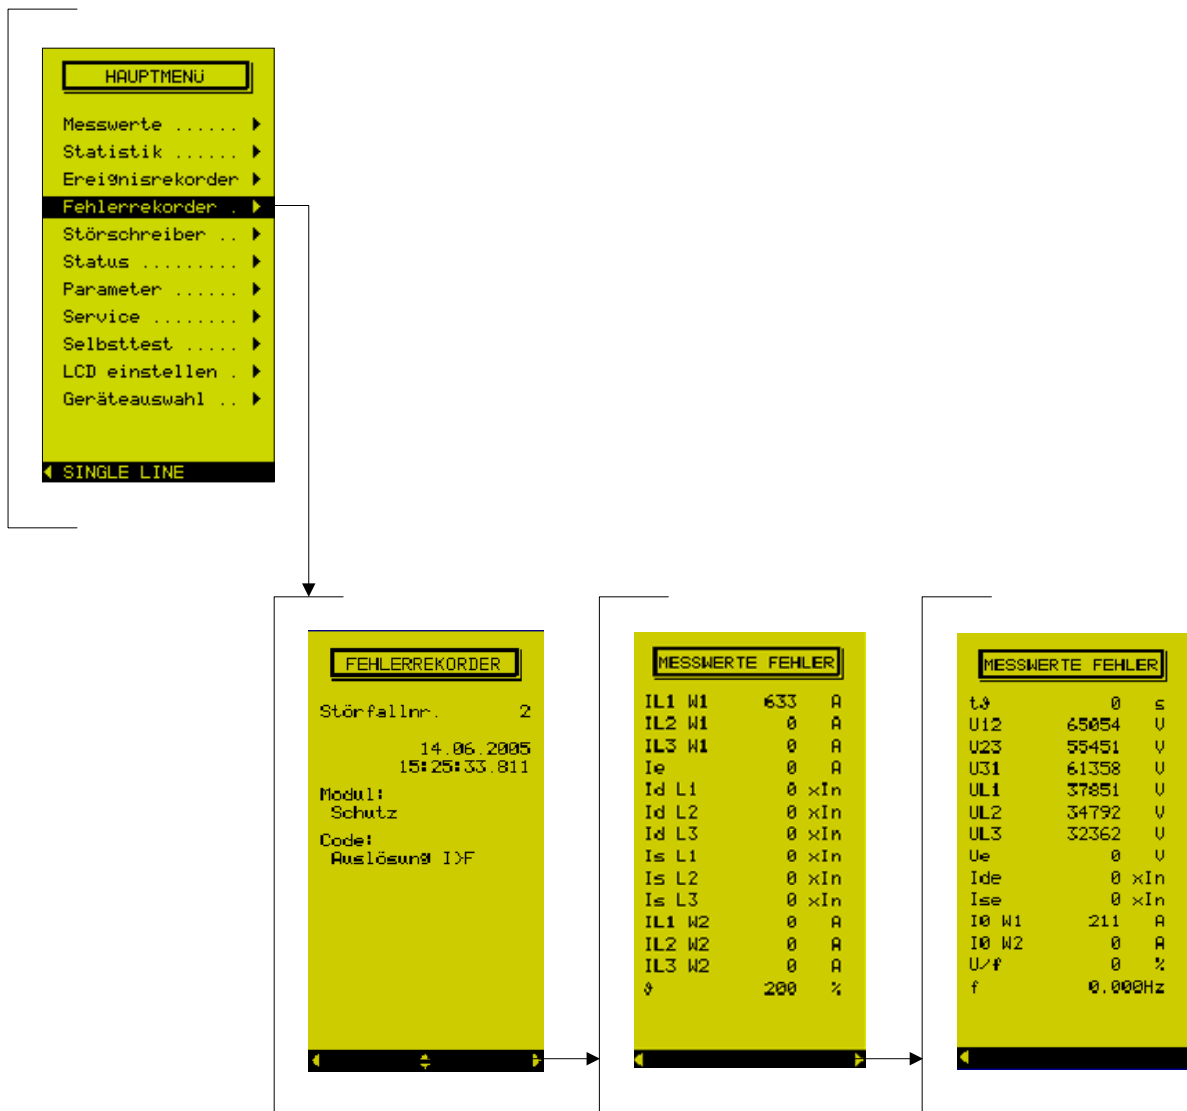 HAUPTMENü
Messwerte ......
Statistik ......
Ereignisrekorder
Fehlerrekorder .
Störschreiber ..
Status .........
Parameter ......
Service ........
Selbsttest .....
LCD einstellen .
Geräteauswahl ..
SINGLE LINE
FEHLERREKORDER
Störfallnr. 2
14.06.2005
15:25:33.811
Modul:
Schutz
Code:
Auslösung I>F
MESSWERTE FEHLER
IL1 W1 633 A
IL2 W1 0 A
IL3 W1 0 A
Ie 0 A
Id L1 0 xIn
Id L2 0 xIn
Id L3 0 xIn
Is L1 0 xIn
Is L2 0 xIn
Is L3 0 xIn
IL1 W2 0 A
IL2 W2 0 A
IL3 W2 0 A
ϑ 200 %
MESSWERTE FEHLER
tϑ 0 s
U12 65054 V
U23 55451 V
U31 61358 V
UL1 37851 V
UL2 34792 V
UL3 32362 V
Ue 0 V
Ide 0 xIn
Ise 0 xIn
I0 W1 211 A
I0 W2 0 A
U/f 0 %
f 0.000Hz